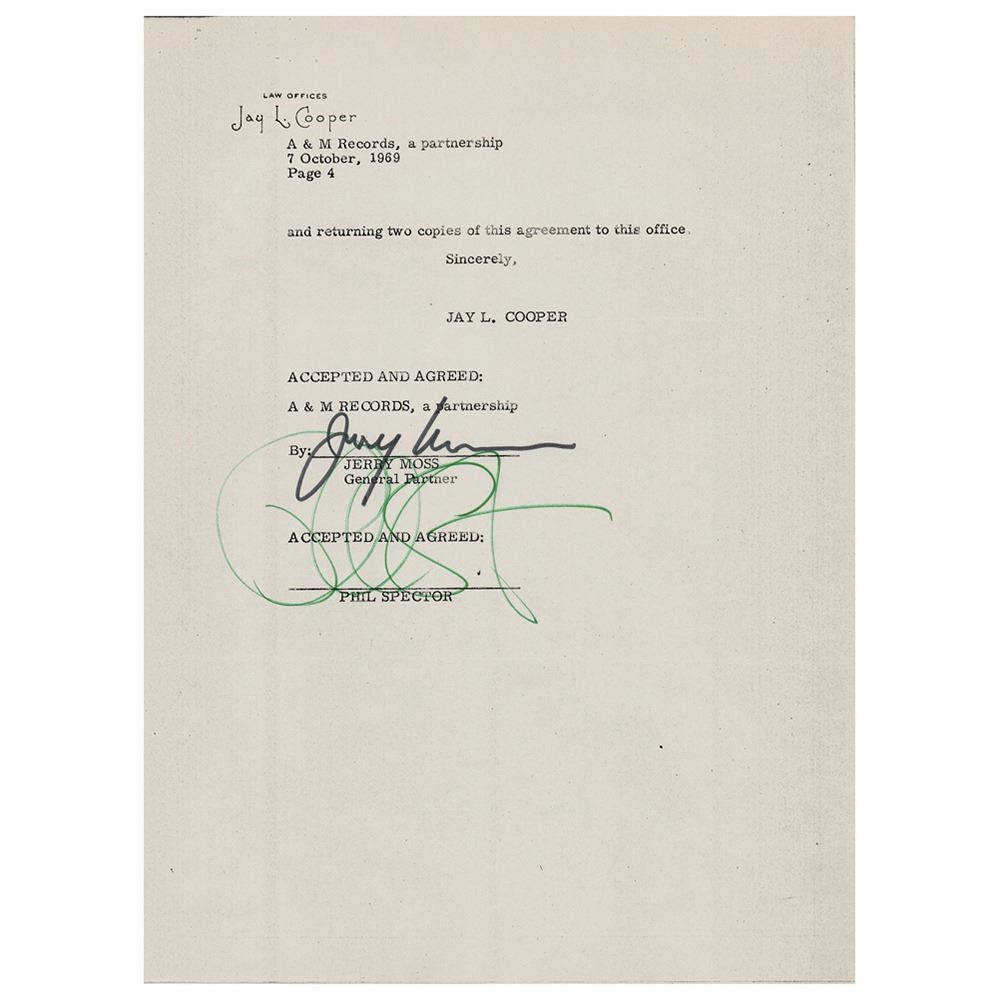 LAW OFFICES
Jay L. Cooper
A & M Records, a partnership
7 October, 1969
Page 4
and returning two copies of this agreement to this office.
Sincerely,
JAY L. COOPER
ACCEPTED AND AGREED:
A & M RECORDS, a partnership
By: Jerry Moss
JERRY MOSS
General Partner
ACCEPTED AND AGREED:
PHIL SPECTOR